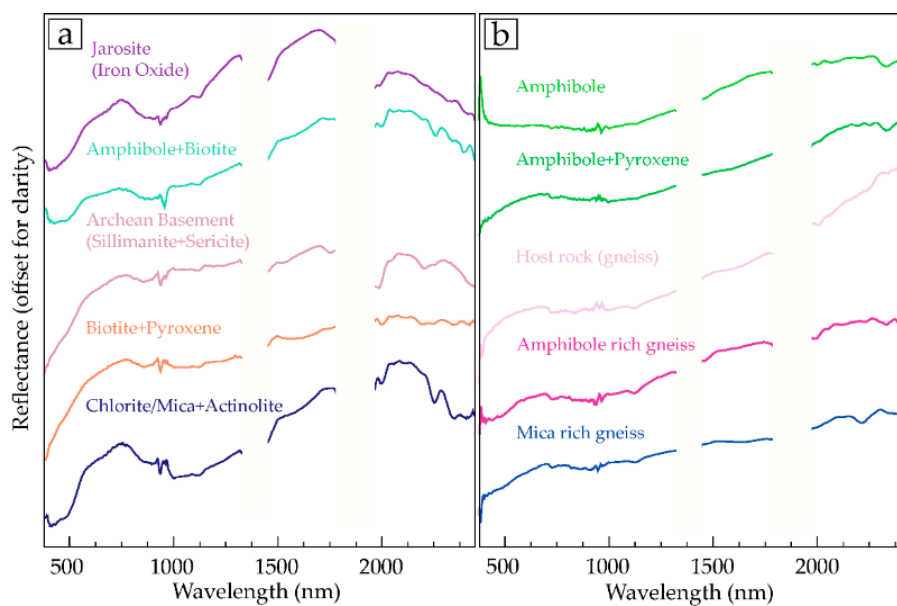 a
Jarosite
(Iron Oxide)
Amphibole+Biotite
Archean Basement
(Sillimanite+Sericite)
Biotite+Pyroxene
Chlorite/Mica+Actinolite
Reflectance (offset for clarity)
500 1000 1500 2000
Wavelength (nm)
b
Amphibole
Amphibole+Pyroxene
Host rock (gneiss)
Amphibole rich gneiss
Mica rich gneiss
500 1000 1500 2000
Wavelength (nm)